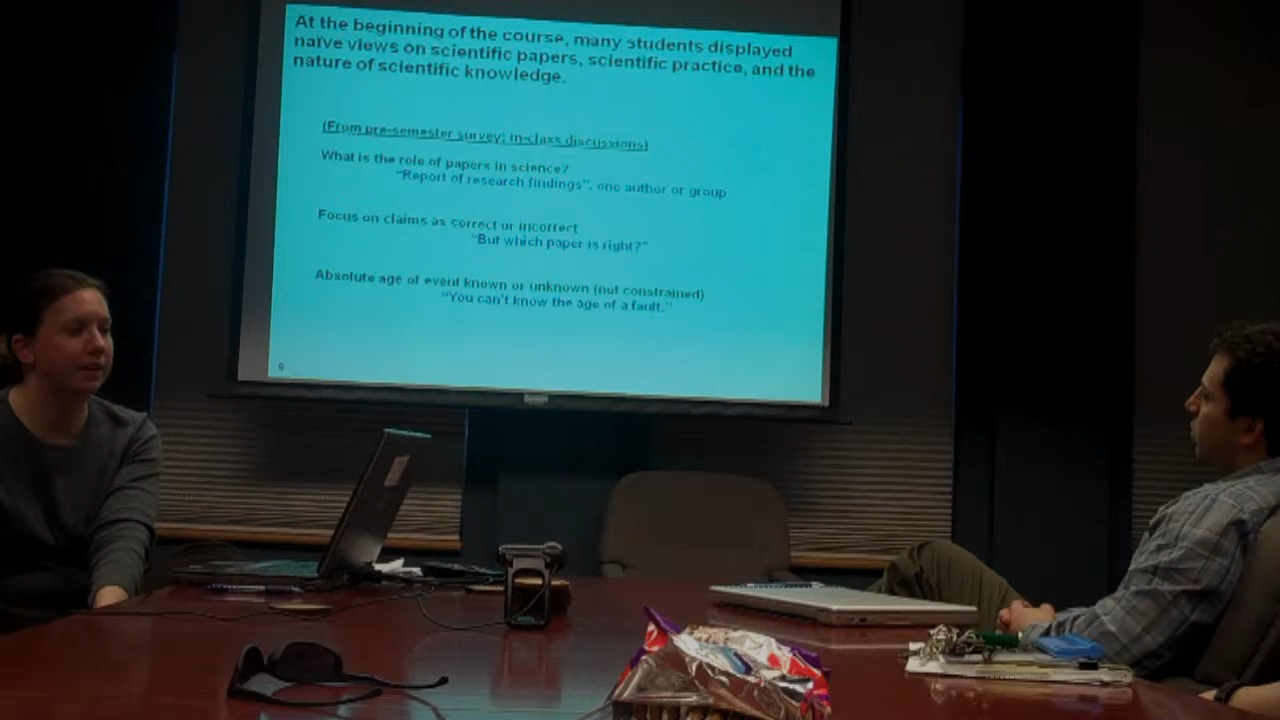 At the beginning of the course, many students displayed
naïve views on scientific papers, scientific practice, and the
nature of scientific knowledge.
(From pre-semester survey; in-class discussions)
What is the role of papers in science?
"Report of research findings", one author or group
Focus on claims as correct or incorrect
"But which paper is right?"
Absolute age of event known or unknown (not constrained)
"You can't know the age of a fault."
9